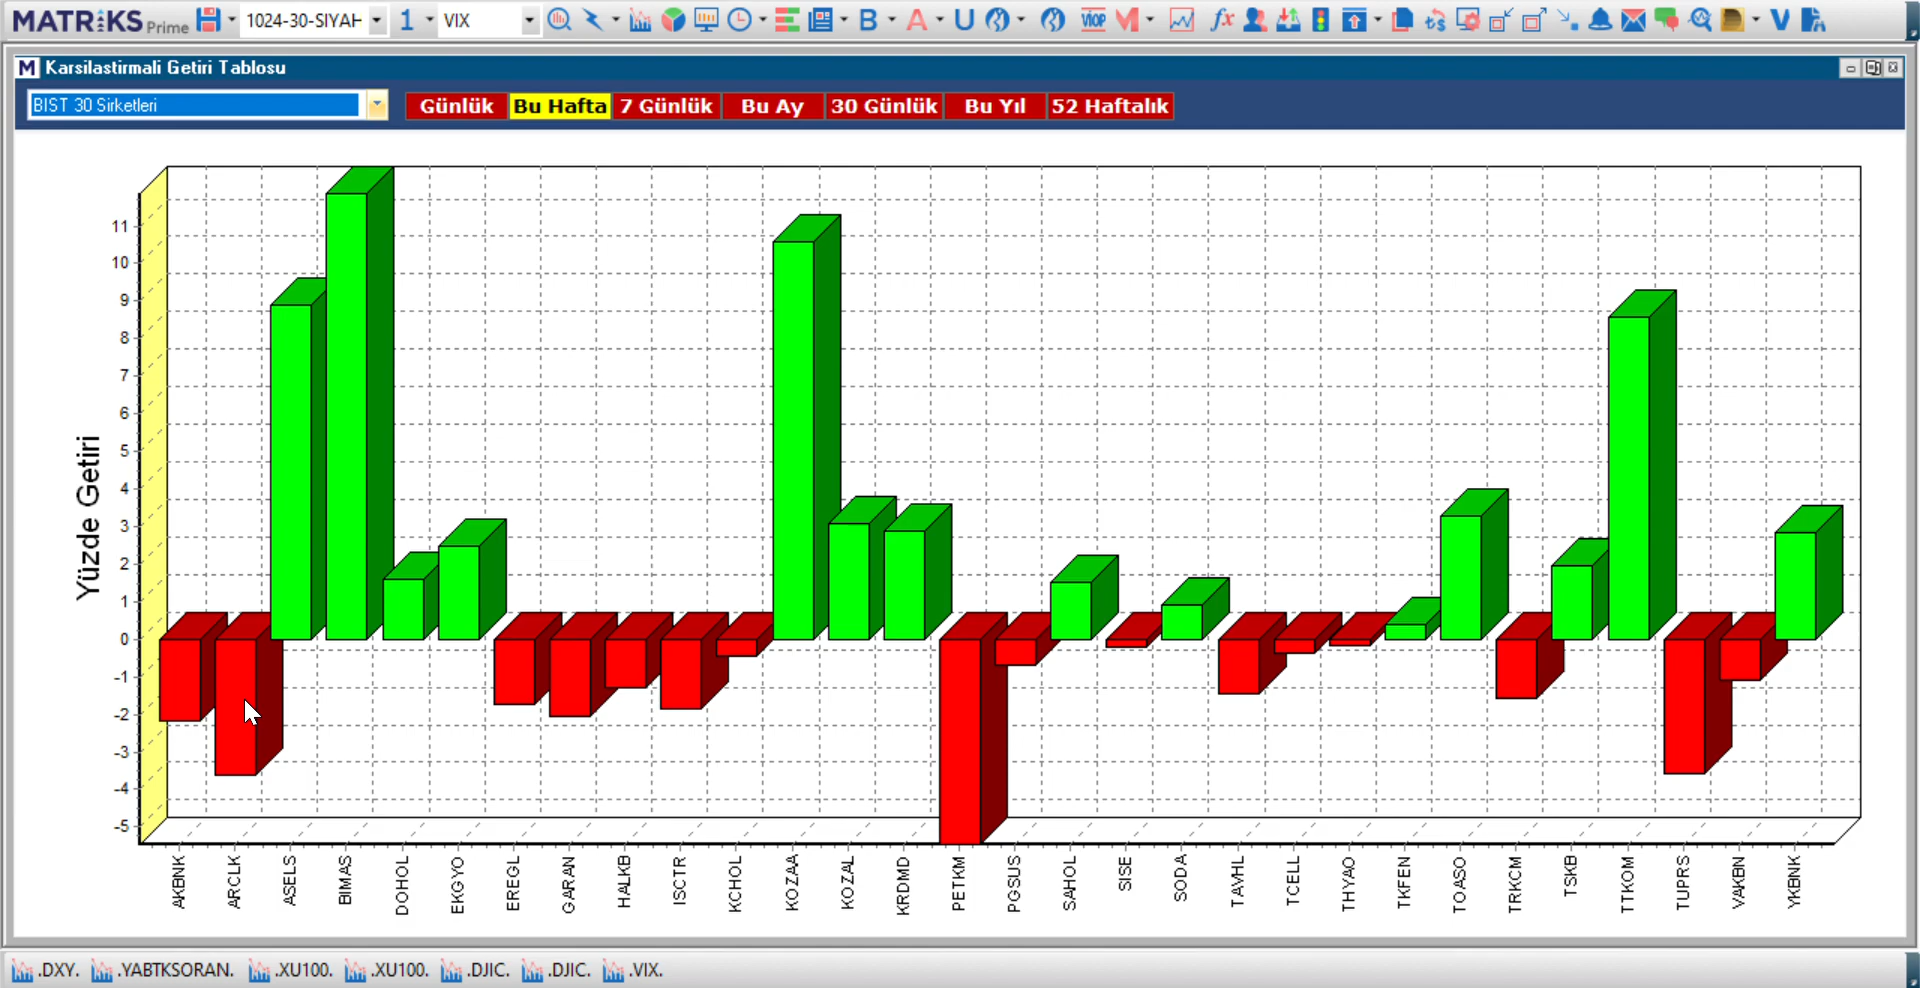 MATRIKS Prime 1024-30-SIYAH 1 VIX B A U VIOP fx V
M Karsilastirmali Getiri Tablosu
BIST 30 Sirketleri Günlük Bu Hafta 7 Günlük Bu Ay 30 Günlük Bu Yıl 52 Haftalık
Yüzde Getiri
11
10
9
8
7
6
5
4
3
2
1
0
-1
-2
-3
-4
-5
AKBNK ARCLK ASELS BIMAS DOHOL EKGYO EREGL GARAN HALKB ISCTR KCHOL KOZAA KOZAL KRDMD PETKM PGSUS SAHOL SISE SODA TAVHL TCELL THYAO TKFEN TOASO TRKCM TSKB TTKOM TUPRS VAKBN YKBNK
.DXY. .YABTKSORAN. .XU100. .XU100. .DJIC. .DJIC. .VIX.